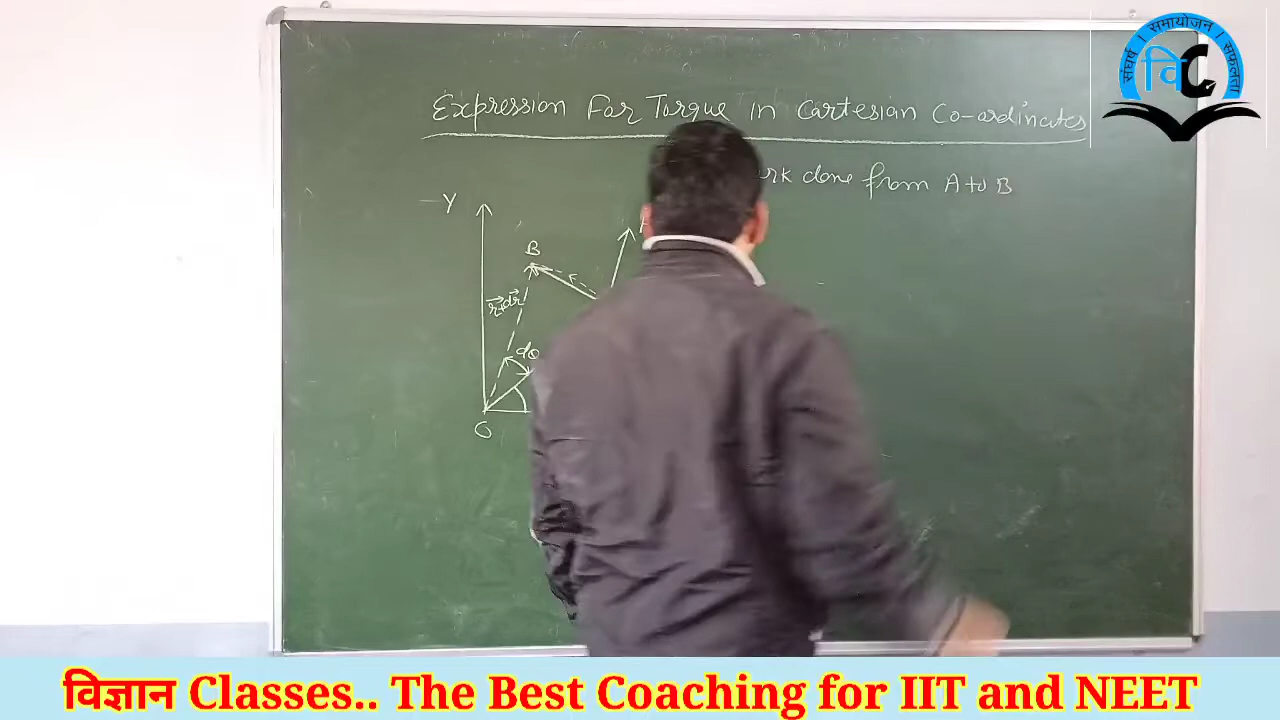 संघर्ष । समायोजन । सफलता
विC
Expression For Torque in Cartesian Co-ordinates
done from A to B
Y
B
dθ
O
विज्ञान Classes.. The Best Coaching for IIT and NEET